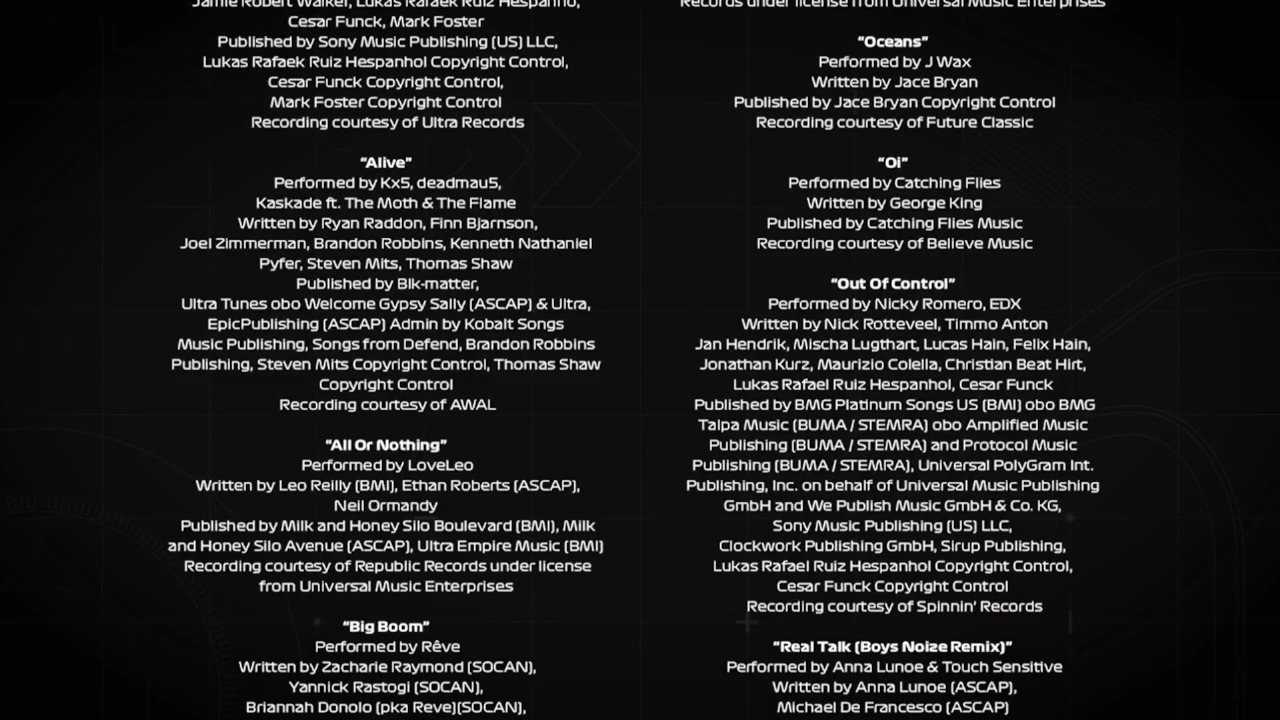 Jamie Robert Walker, Lukas Rafaek Ruiz Hespanho,
Cesar Funck, Mark Foster
Published by Sony Music Publishing (US) LLC,
Lukas Rafaek Ruiz Hespanhol Copyright Control,
Cesar Funck Copyright Control,
Mark Foster Copyright Control
Recording courtesy of Ultra Records
"Alive"
Performed by Kx5, deadmau5,
Kaskade ft. The Moth & The Flame
Written by Ryan Raddon, Finn Bjarnson,
Joel Zimmerman, Brandon Robbins, Kenneth Nathaniel
Pyfer, Steven Mits, Thomas Shaw
Published by Blk-matter,
Ultra Tunes obo Welcome Gypsy Sally (ASCAP) & Ultra,
EpicPublishing (ASCAP) Admin by Kobalt Songs
Music Publishing, Songs from Defend, Brandon Robbins
Publishing, Steven Mits Copyright Control, Thomas Shaw
Copyright Control
Recording courtesy of AWAL
"All Or Nothing"
Performed by LoveLeo
Written by Leo Reilly (BMI), Ethan Roberts (ASCAP),
Neil Ormandy
Published by Milk and Honey Silo Boulevard (BMI), Milk
and Honey Silo Avenue (ASCAP), Ultra Empire Music (BMI)
Recording courtesy of Republic Records under license
from Universal Music Enterprises
"Big Boom"
Performed by Rêve
Written by Zacharie Raymond (SOCAN),
Yannick Rastogi (SOCAN),
Briannah Donolo (pka Reve)(SOCAN),
Records under license from Universal Music Enterprises
"Oceans"
Performed by J Wax
Written by Jace Bryan
Published by Jace Bryan Copyright Control
Recording courtesy of Future Classic
"Oi"
Performed by Catching Flies
Written by George King
Published by Catching Flies Music
Recording courtesy of Believe Music
"Out Of Control"
Performed by Nicky Romero, EDX
Written by Nick Rotteveel, Timmo Anton
Jan Hendrik, Mischa Lugthart, Lucas Hain, Felix Hain,
Jonathan Kurz, Maurizio Colella, Christian Beat Hirt,
Lukas Rafael Ruiz Hespanhol, Cesar Funck
Published by BMG Platinum Songs US (BMI) obo BMG
Talpa Music (BUMA / STEMRA) obo Amplified Music
Publishing (BUMA / STEMRA) and Protocol Music
Publishing (BUMA / STEMRA), Universal PolyGram Int.
Publishing, Inc. on behalf of Universal Music Publishing
GmbH and We Publish Music GmbH & Co. KG,
Sony Music Publishing (US) LLC,
Clockwork Publishing GmbH, Sirup Publishing,
Lukas Rafael Ruiz Hespanhol Copyright Control,
Cesar Funck Copyright Control
Recording courtesy of Spinnin' Records
"Real Talk (Boys Noize Remix)"
Performed by Anna Lunoe & Touch Sensitive
Written by Anna Lunoe (ASCAP),
Michael De Francesco (ASCAP)